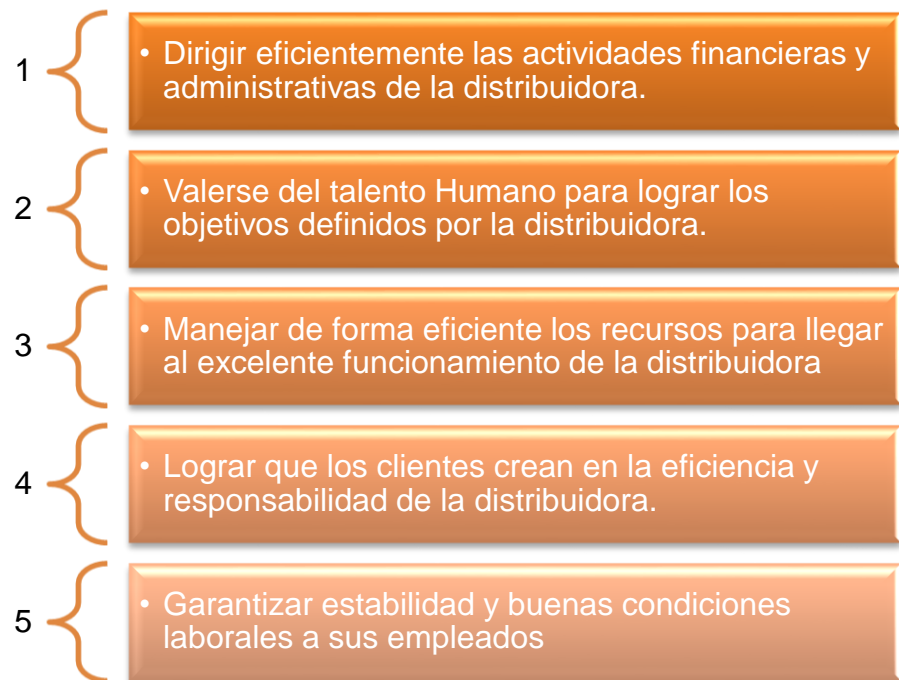 1
• Dirigir eficientemente las actividades financieras y
administrativas de la distribuidora.
2
• Valerse del talento Humano para lograr los
objetivos definidos por la distribuidora.
3
• Manejar de forma eficiente los recursos para llegar
al excelente funcionamiento de la distribuidora
4
• Lograr que los clientes crean en la eficiencia y
responsabilidad de la distribuidora.
5
• Garantizar estabilidad y buenas condiciones
laborales a sus empleados